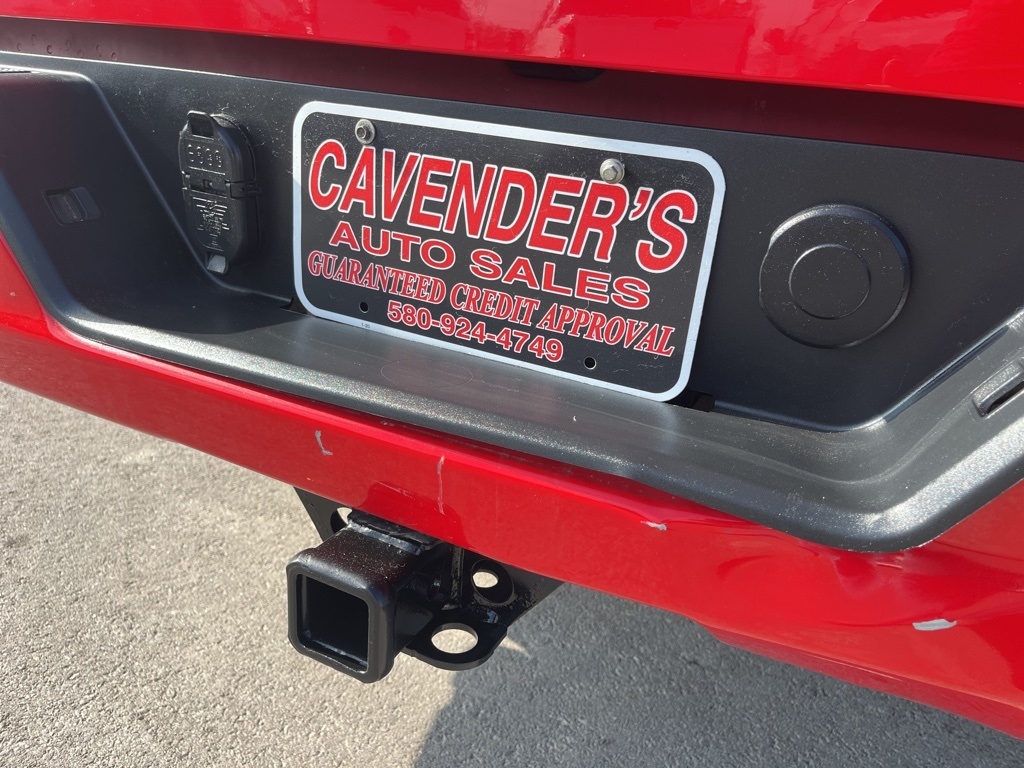 CAVENDER'S
AUTO SALES
GUARANTEED CREDIT APPROVAL
580-924-4749